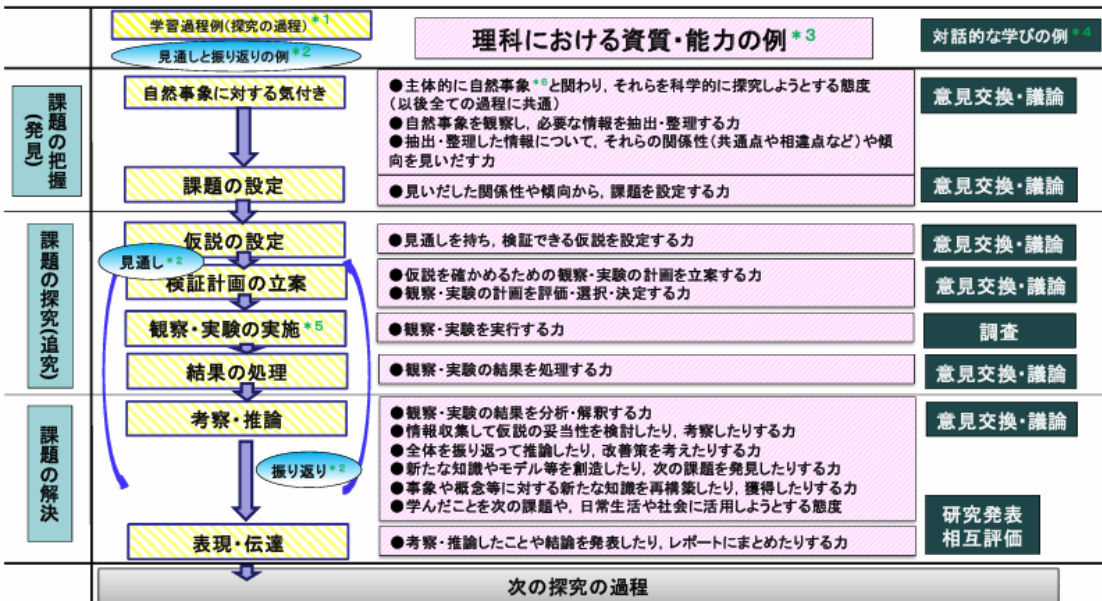 学習過程例(探究の過程)*1
見通しと振り返りの例*2
理科における資質・能力の例*3
対話的な学びの例*4
課題の把握(発見)
自然事象に対する気付き
●主体的に自然事象*6と関わり，それらを科学的に探究しようとする態度
(以後全ての過程に共通)
●自然事象を観察し，必要な情報を抽出・整理する力
●抽出・整理した情報について，それらの関係性(共通点や相違点など)や傾
向を見いだす力
意見交換・議論
課題の設定
●見いだした関係性や傾向から，課題を設定する力
意見交換・議論
課題の探究(追究)
仮説の設定
●見通しを持ち，検証できる仮説を設定する力
意見交換・議論
見通し*2
検証計画の立案
●仮説を確かめるための観察・実験の計画を立案する力
●観察・実験の計画を評価・選択・決定する力
意見交換・議論
観察・実験の実施*5
●観察・実験を実行する力
調査
結果の処理
●観察・実験の結果を処理する力
意見交換・議論
課題の解決
考察・推論
●観察・実験の結果を分析・解釈する力
●情報収集して仮説の妥当性を検討したり，考察したりする力
●全体を振り返って推論したり，改善策を考えたりする力
●新たな知識やモデル等を創造したり，次の課題を発見したりする力
●事象や概念等に対する新たな知識を再構築したり，獲得したりする力
●学んだことを次の課題や，日常生活や社会に活用しようとする態度
意見交換・議論
振り返り*2
表現・伝達
●考察・推論したことや結論を発表したり，レポートにまとめたりする力
研究発表
相互評価
次の探究の過程